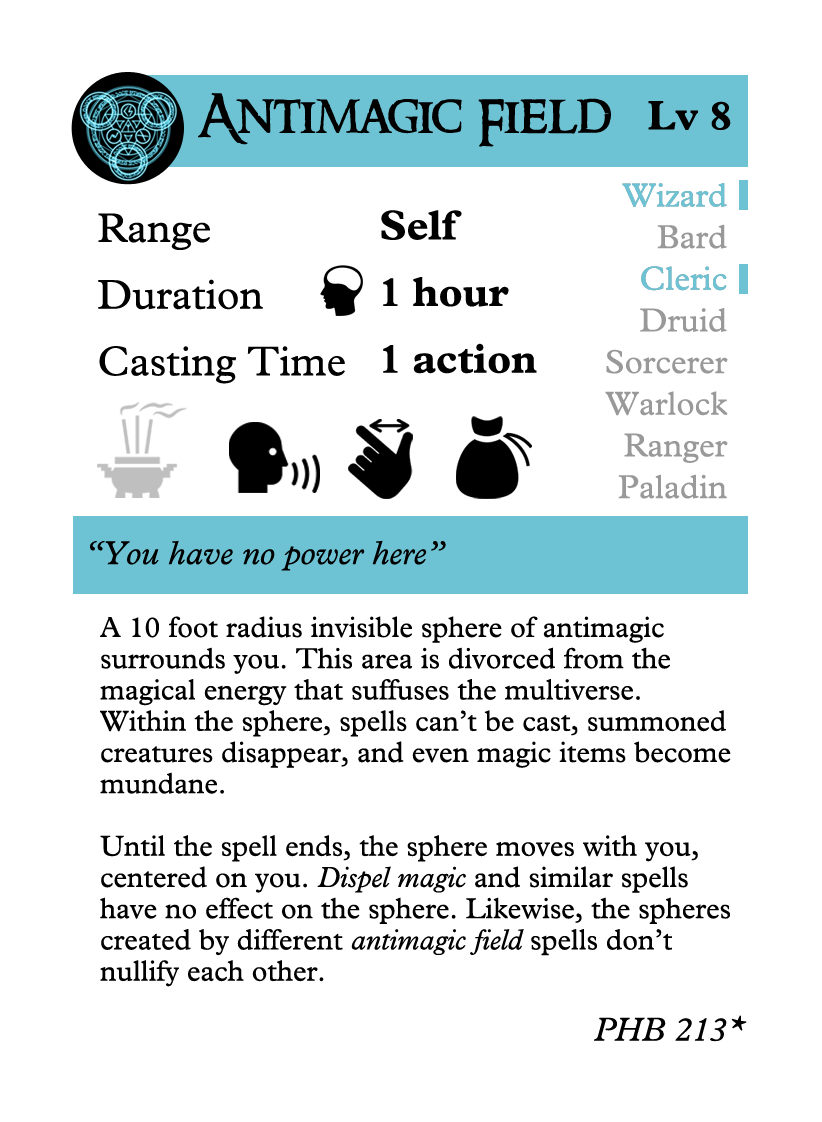 ANTIMAGIC FIELD Lv 8
Range Self
Duration 1 hour
Casting Time 1 action
Wizard
Bard
Cleric
Druid
Sorcerer
Warlock
Ranger
Paladin
“You have no power here”
A 10 foot radius invisible sphere of antimagic
surrounds you. This area is divorced from the
magical energy that suffuses the multiverse.
Within the sphere, spells can’t be cast, summoned
creatures disappear, and even magic items become
mundane.
Until the spell ends, the sphere moves with you,
centered on you. Dispel magic and similar spells
have no effect on the sphere. Likewise, the spheres
created by different antimagic field spells don’t
nullify each other.
PHB 213*